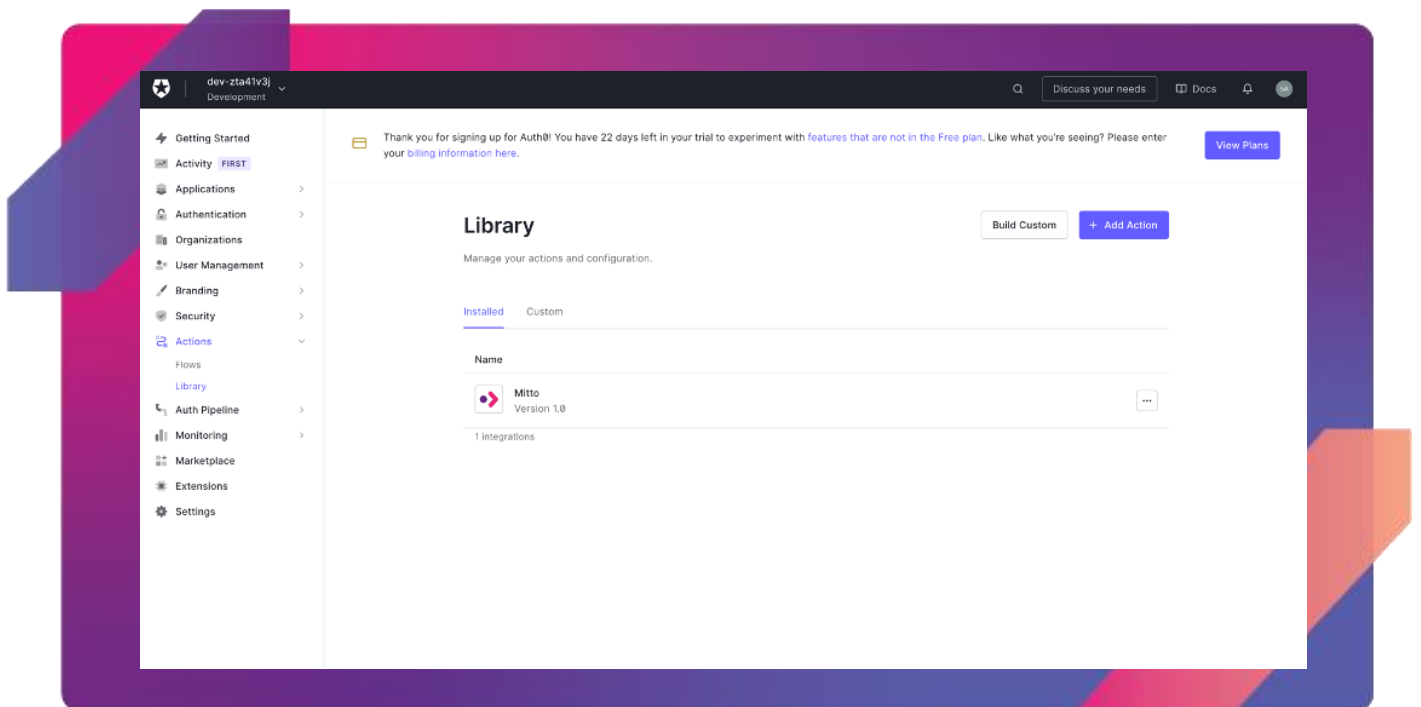 dev-zta41v3j
Development
Discuss your needs
Docs
SA
Getting Started
Activity FIRST
Applications
Authentication
Organizations
User Management
Branding
Security
Actions
Flows
Library
Auth Pipeline
Monitoring
Marketplace
Extensions
Settings
Thank you for signing up for Auth0! You have 22 days left in your trial to experiment with features that are not in the Free plan. Like what you're seeing? Please enter
your billing information here.
View Plans
Library
Build Custom
+ Add Action
Manage your actions and configuration.
Installed
Custom
Name
Mitto
Version 1.0
1 integrations